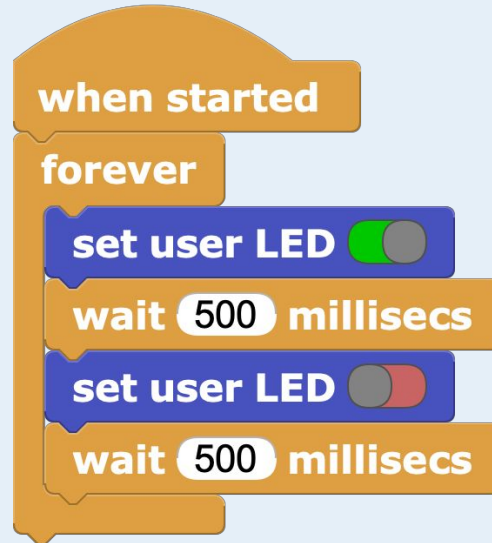 when started
forever
set user LED
wait 500 millisecs
set user LED
wait 500 millisecs